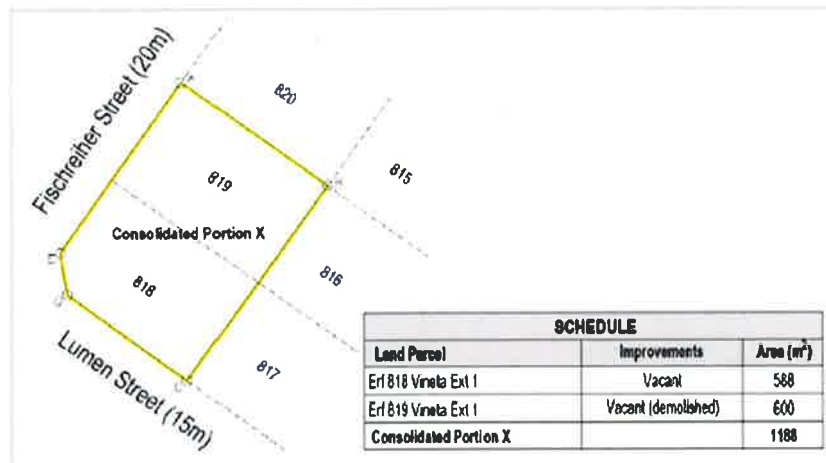 Fischreiher Street (20m)
820
815
819
Consolidated Portion X
818
816
817
Lumen Street (15m)
SCHEDULE
Land Parcel Improvements Area (m²)
Erf 818 Vineta Ext 1 Vacant 588
Erf 819 Vineta Ext 1 Vacant (demolished) 600
Consolidated Portion X 1188